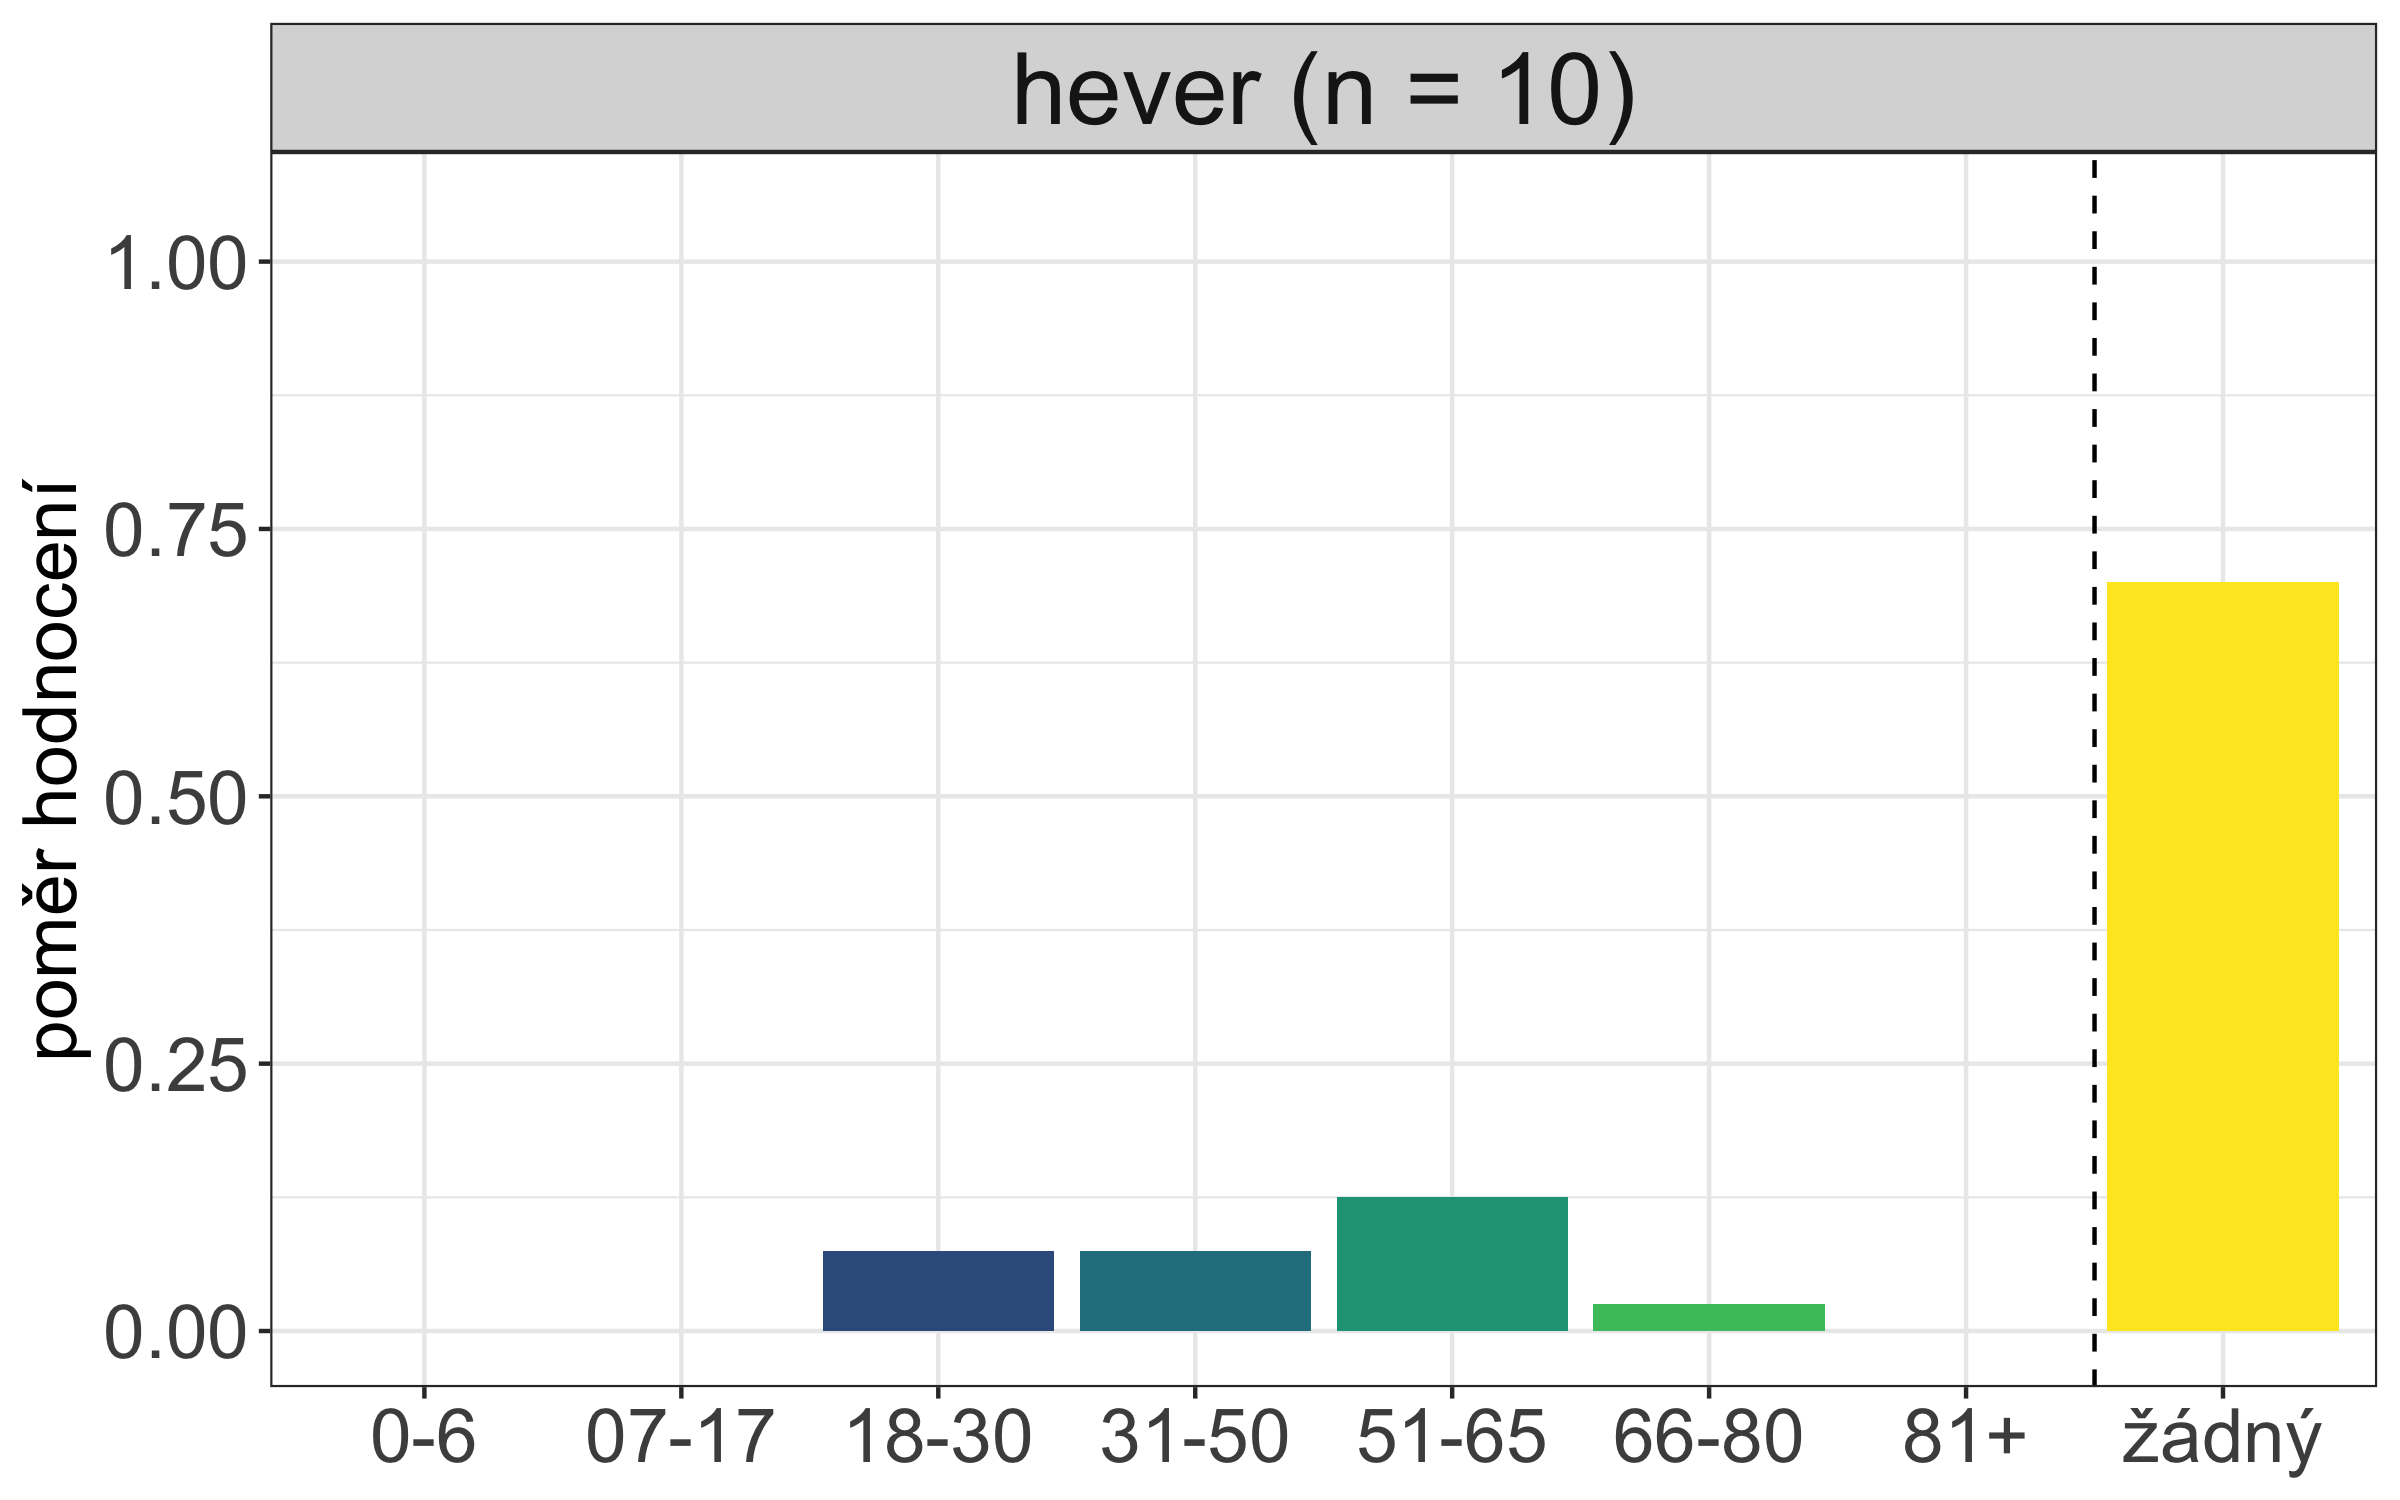 hever (n = 10)
poměr hodnocení
1.00
0.75
0.50
0.25
0.00
0-6 07-17 18-30 31-50 51-65 66-80 81+ žádný